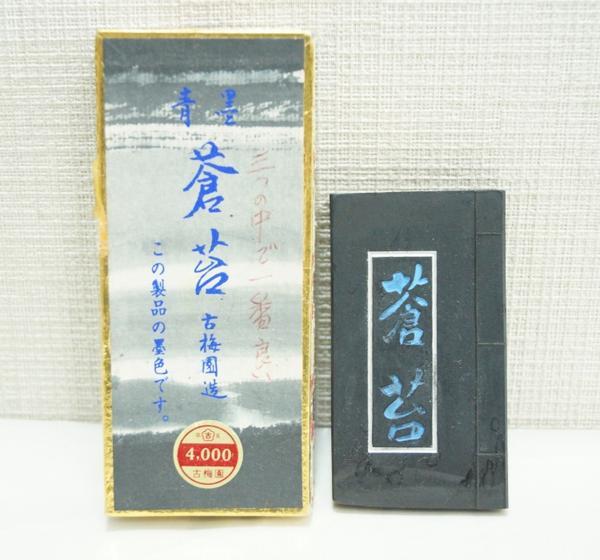 青墨
三つの中で一番良い
蒼苔
古梅園造
この製品の墨色です。
古
4,000
古梅園
蒼苔